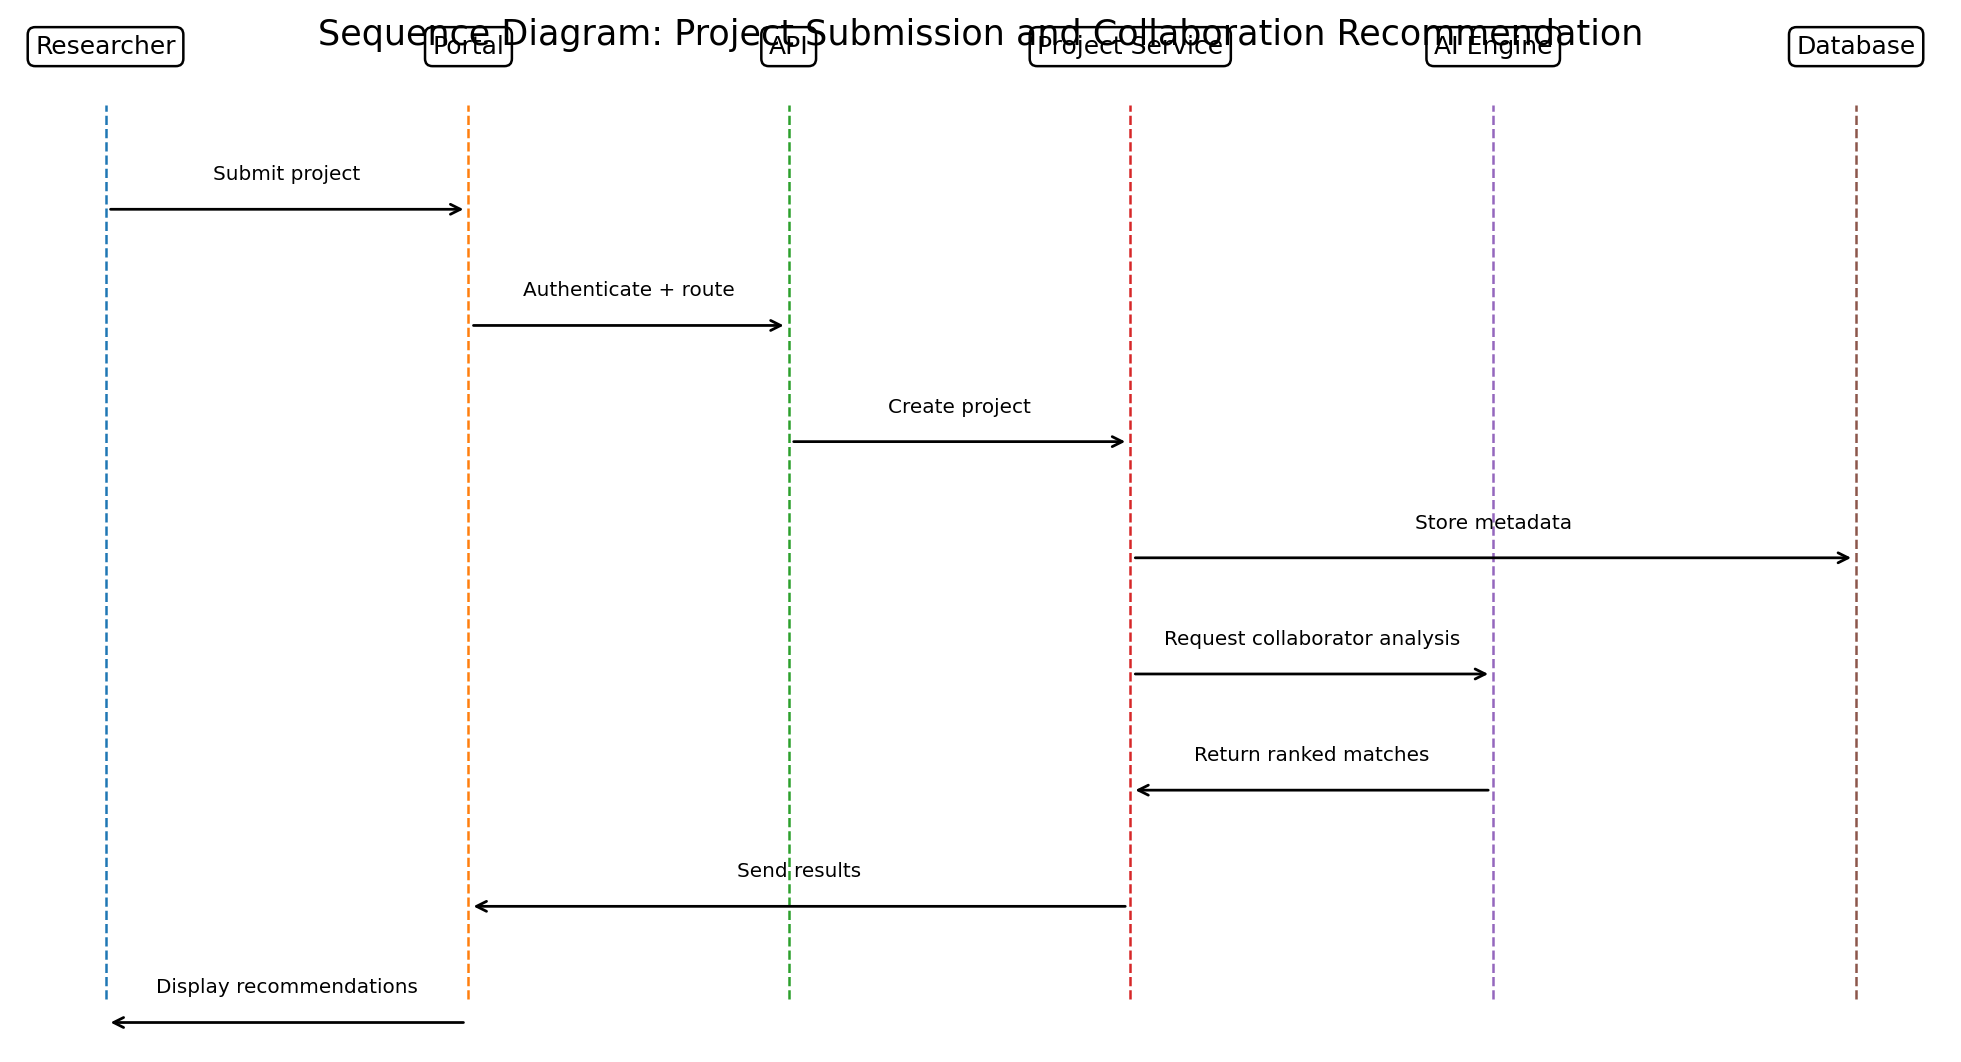 Sequence Diagram: Project Submission and Collaboration Recommendation
Researcher
Portal
API
Project Service
AI Engine
Database
Submit project
Authenticate + route
Create project
Store metadata
Request collaborator analysis
Return ranked matches
Send results
Display recommendations